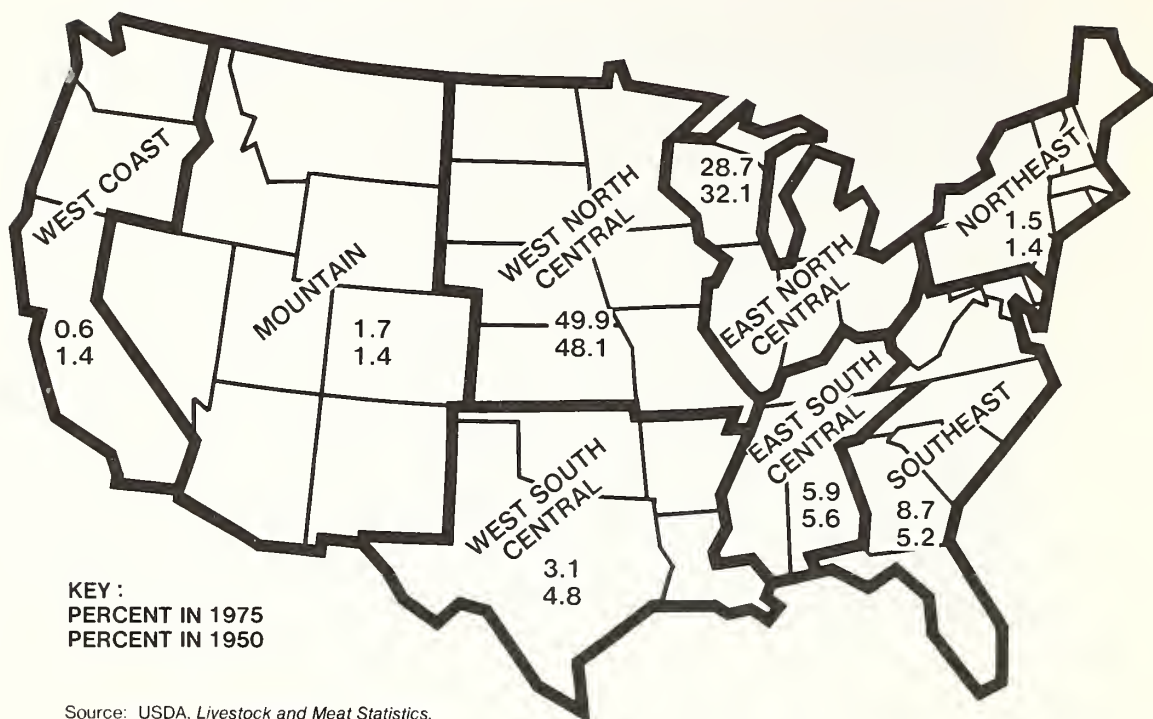 WEST COAST
0.6
1.4
MOUNTAIN
1.7
1.4
WEST NORTH
CENTRAL
49.9
48.1
28.7
32.1
EAST NORTH
CENTRAL
NORTHEAST
1.5
1.4
WEST SOUTH
CENTRAL
3.1
4.8
EAST SOUTH
CENTRAL
5.9
5.6
SOUTHEAST
8.7
5.2
KEY :
PERCENT IN 1975
PERCENT IN 1950
Source: USDA, Livestock and Meat Statistics.